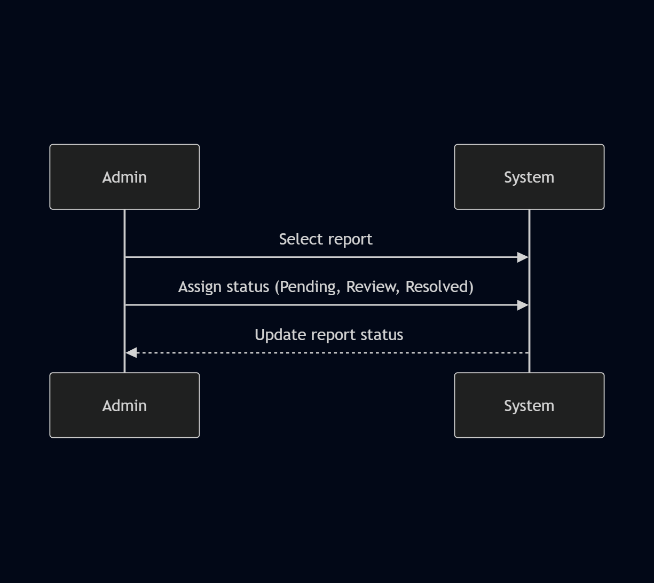 Admin
System
Select report
Assign status (Pending, Review, Resolved)
Update report status
Admin
System